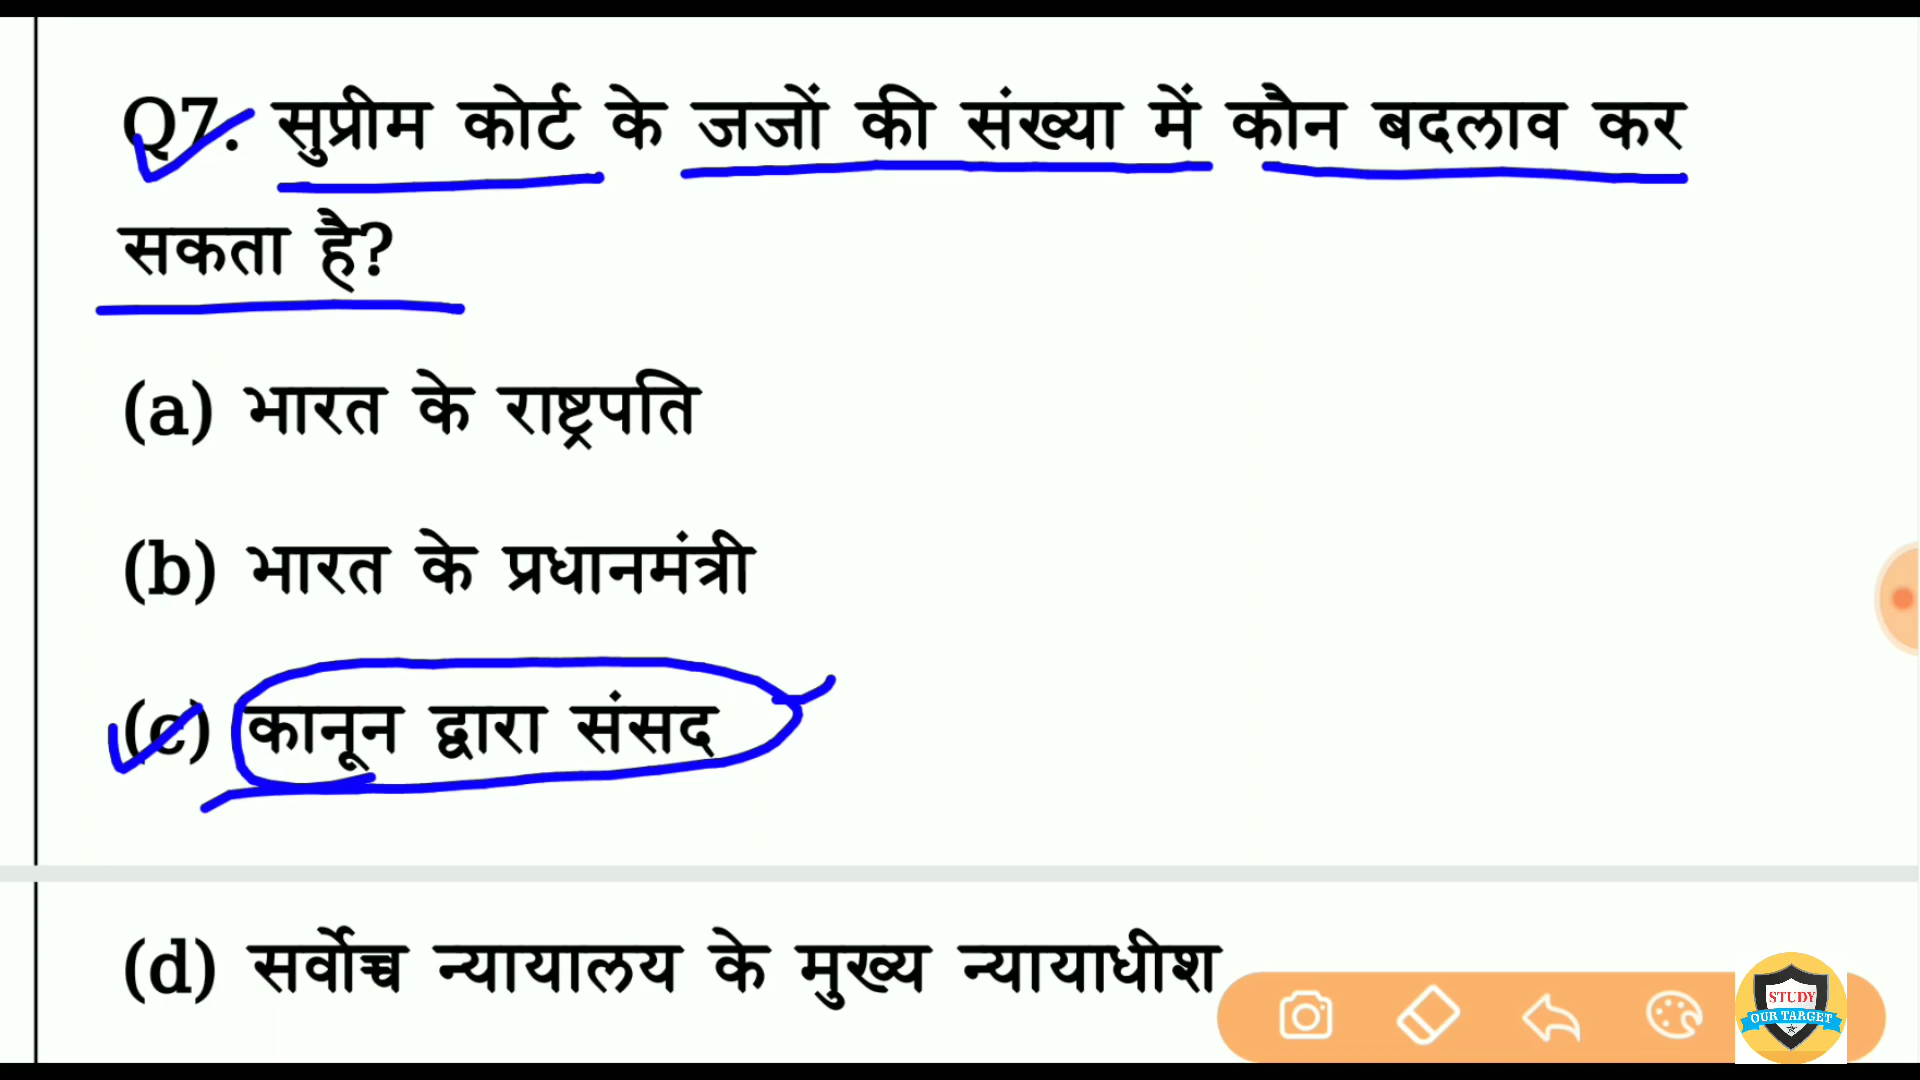 Q7. सुप्रीम कोर्ट के जजों की संख्या में कौन बदलाव कर
सकता है?
(a) भारत के राष्ट्रपति
(b) भारत के प्रधानमंत्री
(c) कानून द्वारा संसद
(d) सर्वोच्च न्यायालय के मुख्य न्यायाधीश
STUDY
OUR TARGET